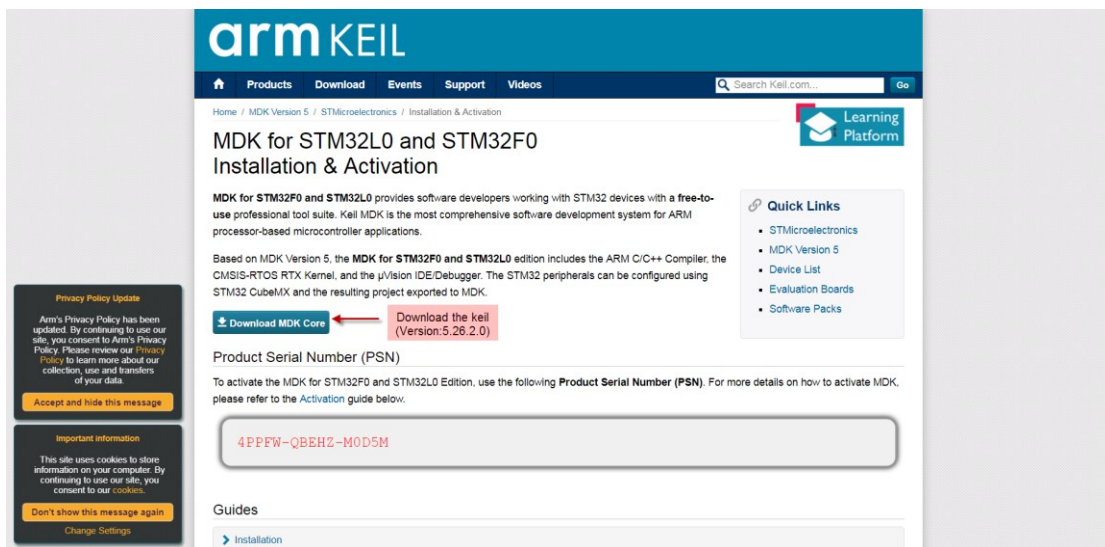 arm KEIL
Products Download Events Support Videos
Search Keil.com...
Go
Home / MDK Version 5 / STMicroelectronics / Installation & Activation
Learning
Platform
MDK for STM32L0 and STM32F0
Installation & Activation
MDK for STM32F0 and STM32L0 provides software developers working with STM32 devices with a free-to-
use professional tool suite. Keil MDK is the most comprehensive software development system for ARM
processor-based microcontroller applications.
Based on MDK Version 5, the MDK for STM32F0 and STM32L0 edition includes the ARM C/C++ Compiler, the
CMSIS-RTOS RTX Kernel, and the µVision IDE/Debugger. The STM32 peripherals can be configured using
STM32 CubeMX and the resulting project exported to MDK.
Download MDK Core
Download the keil
(Version:5.26.2.0)
Quick Links
STMicroelectronics
MDK Version 5
Device List
Evaluation Boards
Software Packs
Product Serial Number (PSN)
To activate the MDK for STM32F0 and STM32L0 Edition, use the following Product Serial Number (PSN). For more details on how to activate MDK,
please refer to the Activation guide below.
4PPFW-QBEHZ-M0D5M
Guides
Installation
Privacy Policy Update
Arm's Privacy Policy has been
updated. By continuing to use our
site, you consent to Arm's Privacy
Policy. Please review our Privacy
Policy to learn more about our
collection, use and transfers
of your data.
Accept and hide this message
Important information
This site uses cookies to store
information on your computer. By
continuing to use our site, you
consent to our cookies.
Don't show this message again
Change Settings